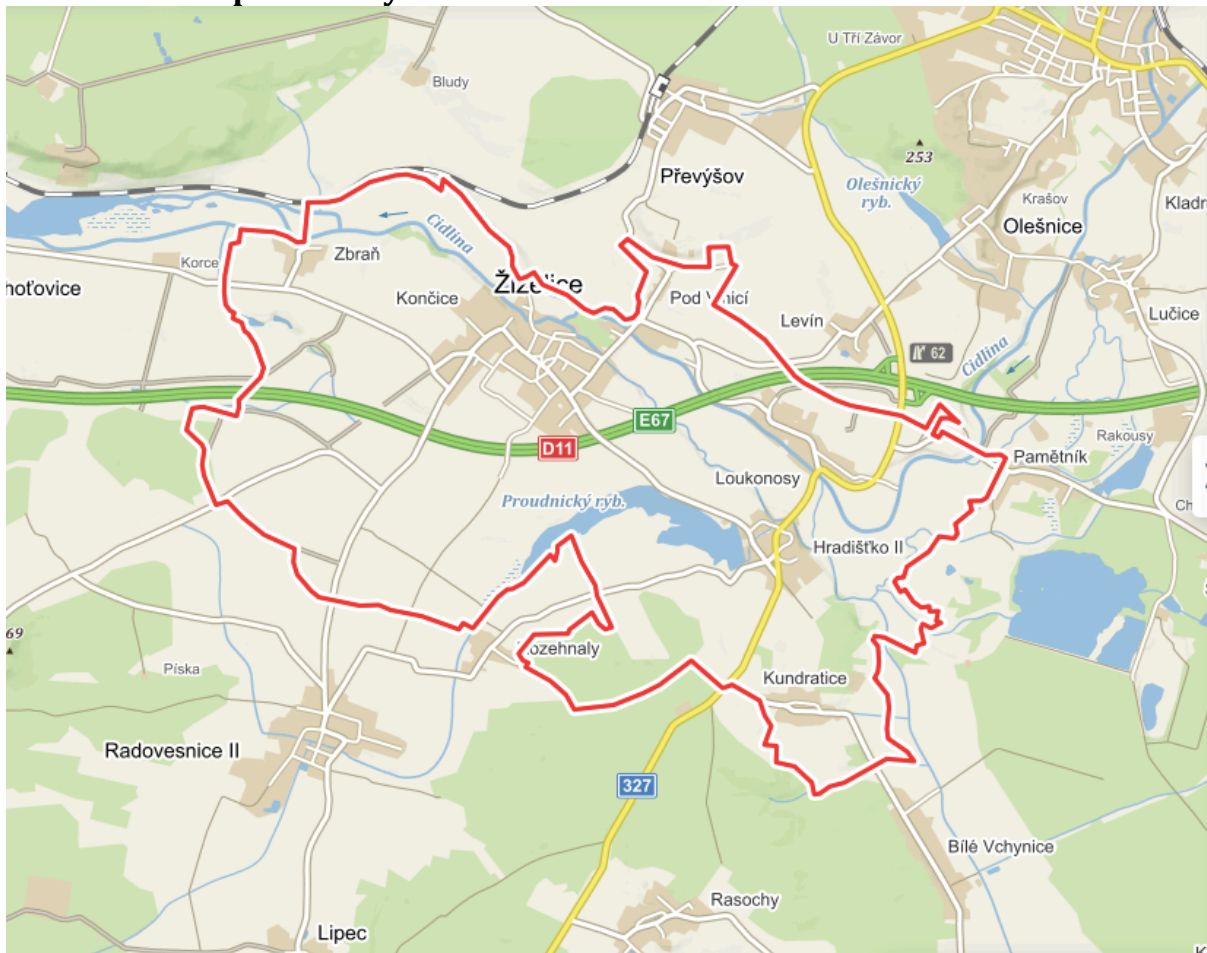 U Tří Závor
Bludy
253
Převýšov
Olešnický
ryb.
Krašov
Kladru
Olešnice
Cidlina
Korce
Zbraň
hoťovice
Žiželice
Končice
Pod Vinicí
Levín
Lučice
62
Cidlina
E67
D11
Rakousy
Pamětník
Loukonosy
Proudnický ryb.
Ch
Hradišťko II
69
Píska
Kundratice
Radovesnice II
327
Bílé Vchynice
Rasochy
Lipec
K